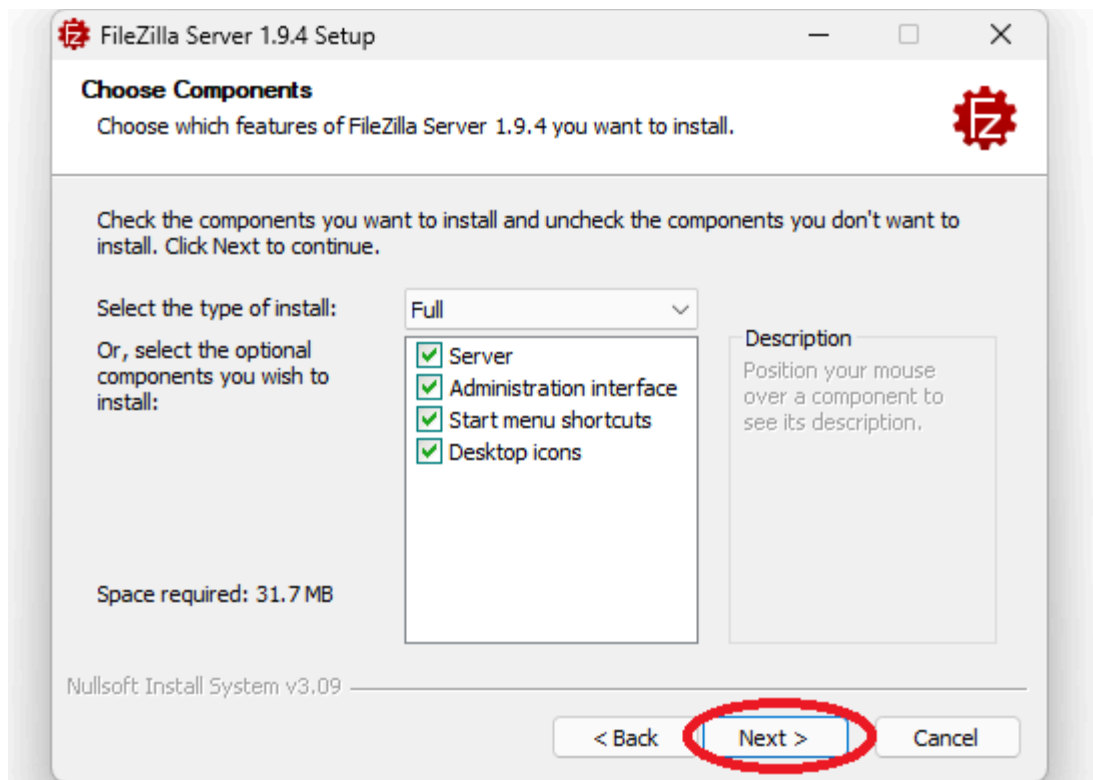 FileZilla Server 1.9.4 Setup
Choose Components
Choose which features of FileZilla Server 1.9.4 you want to install.
Check the components you want to install and uncheck the components you don't want to
install. Click Next to continue.
Select the type of install:
Full
Or, select the optional
components you wish to
install:
Server
Administration interface
Start menu shortcuts
Desktop icons
Description
Position your mouse
over a component to
see its description.
Space required: 31.7 MB
Nullsoft Install System v3.09
< Back
Next >
Cancel